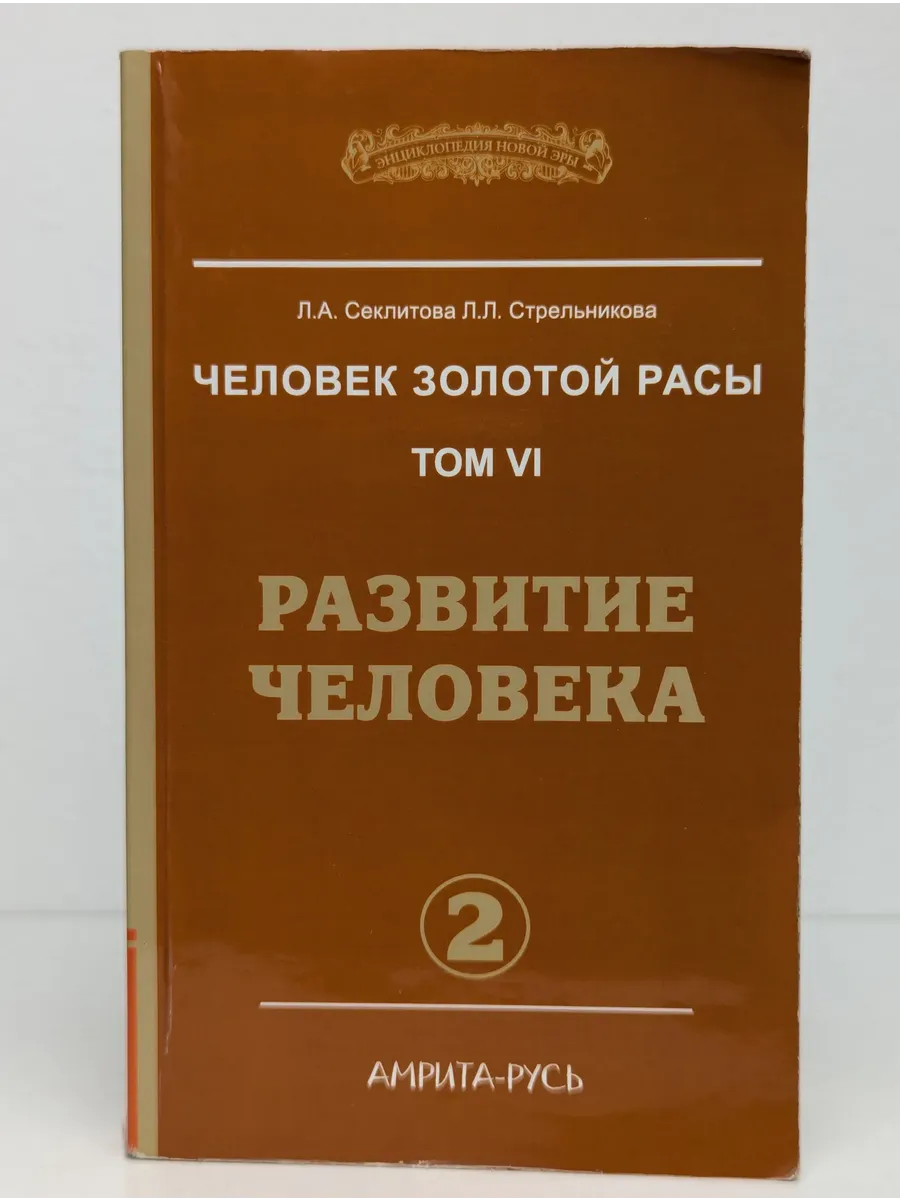 ЭНЦИКЛОПЕДИЯ НОВОЙ ЭРЫ
Л.А. Секлитова Л.Л. Стрельникова
ЧЕЛОВЕК ЗОЛОТОЙ РАСЫ
ТОМ VI
РАЗВИТИЕ
ЧЕЛОВЕКА
2
АМРИТА-РУСЬ